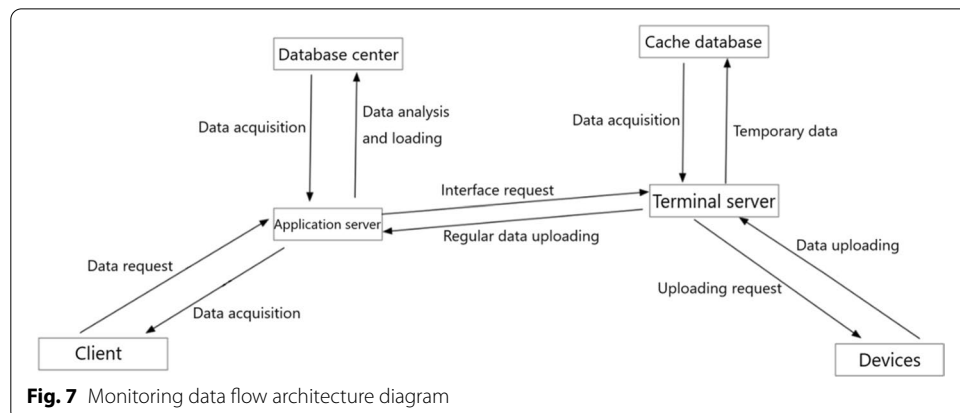 Cache database
Database center
Data analysis
and loading
Data acquisition
Data acquisition
Temporary data
Interface request
Terminal server
Application server
Regular data uploading
Data uploading
Data request
Uploading request
Data acquisition
Client
Devices
Fig. 7 Monitoring data flow architecture diagram